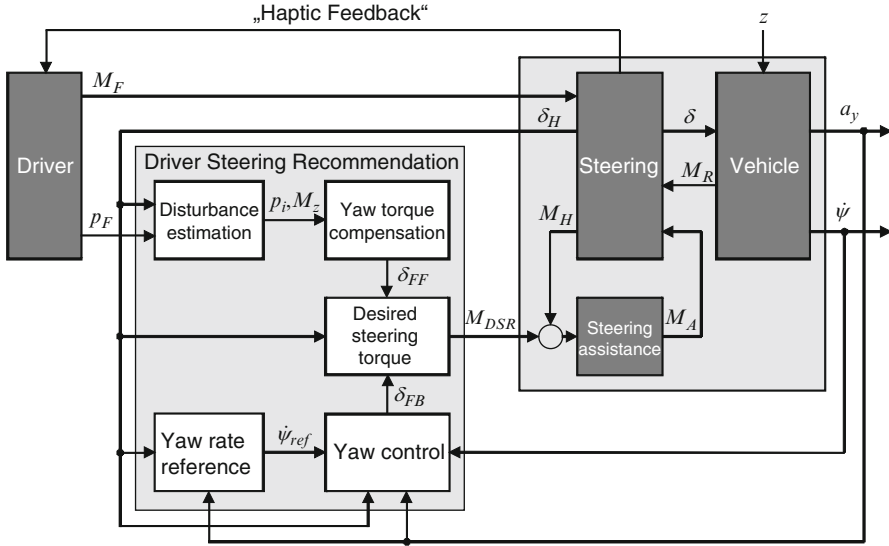 „Haptic Feedback“
z
M_F
δ_H
δ
a_y
Driver
Steering
Vehicle
Driver Steering Recommendation
M_R
p_F
Disturbance
estimation
p_i, M_z
Yaw torque
compensation
M_H
ψ̇
δ_FF
Desired
steering
torque
M_DSR
Steering
assistance
M_A
δ_FB
Yaw rate
reference
ψ̇_ref
Yaw control